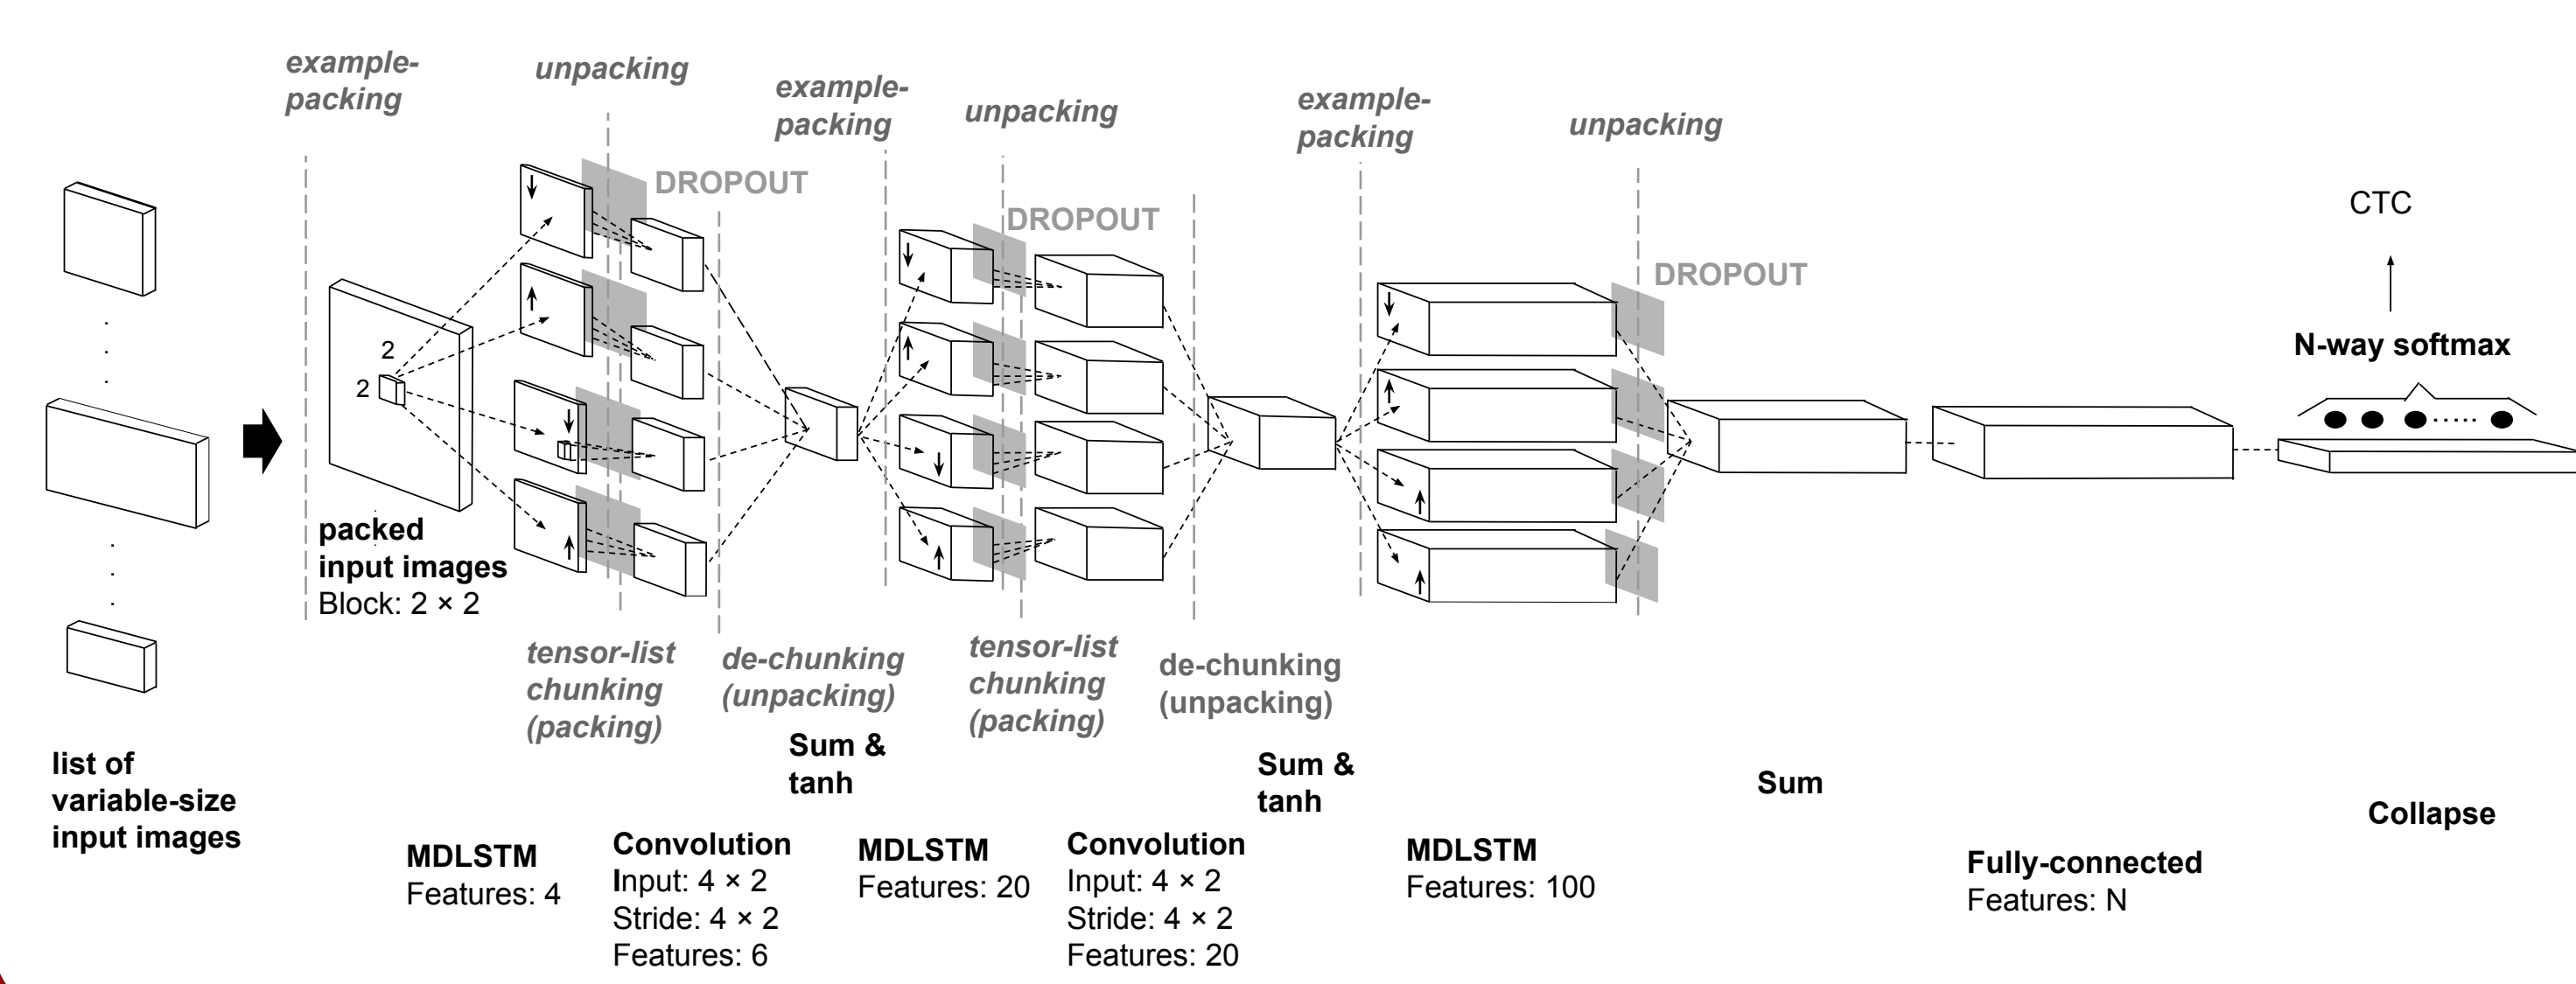 example-
packing
unpacking
example-
packing
unpacking
example-
packing
unpacking
DROPOUT
DROPOUT
DROPOUT
CTC
N-way softmax
2
2
packed
input images
Block: 2 × 2
tensor-list
chunking
(packing)
de-chunking
(unpacking)
tensor-list
chunking
(packing)
de-chunking
(unpacking)
list of
variable-size
input images
Sum &
tanh
Sum &
tanh
Sum
Collapse
MDLSTM
Features: 4
Convolution
Input: 4 × 2
Stride: 4 × 2
Features: 6
MDLSTM
Features: 20
Convolution
Input: 4 × 2
Stride: 4 × 2
Features: 20
MDLSTM
Features: 100
Fully-connected
Features: N